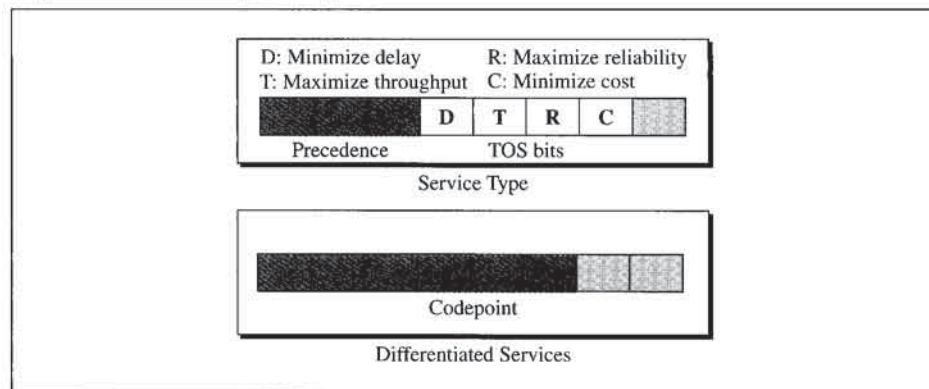 D: Minimize delay R: Maximize reliability
T: Maximize throughput C: Minimize cost
D T R C
Precedence TOS bits
Service Type
Codepoint
Differentiated Services